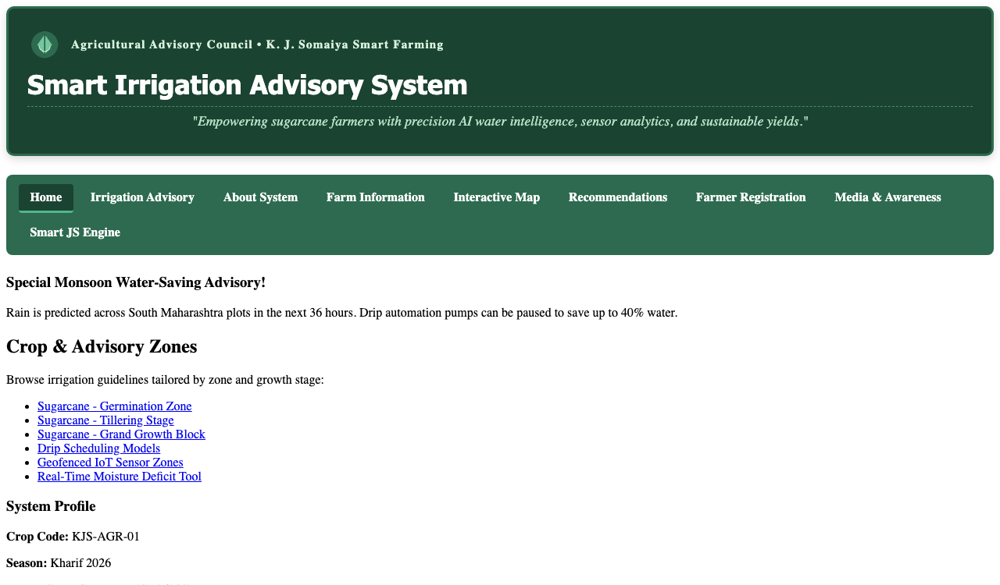 Agricultural Advisory Council • K. J. Somaiya Smart Farming
Smart Irrigation Advisory System
"Empowering sugarcane farmers with precision AI water intelligence, sensor analytics, and sustainable yields."
Home Irrigation Advisory About System Farm Information Interactive Map Recommendations Farmer Registration Media & Awareness
Smart JS Engine
Special Monsoon Water-Saving Advisory!
Rain is predicted across South Maharashtra plots in the next 36 hours. Drip automation pumps can be paused to save up to 40% water.
Crop & Advisory Zones
Browse irrigation guidelines tailored by zone and growth stage:
Sugarcane - Germination Zone
Sugarcane - Tillering Stage
Sugarcane - Grand Growth Block
Drip Scheduling Models
Geofenced IoT Sensor Zones
Real-Time Moisture Deficit Tool
System Profile
Crop Code: KJS-AGR-01
Season: Kharif 2026